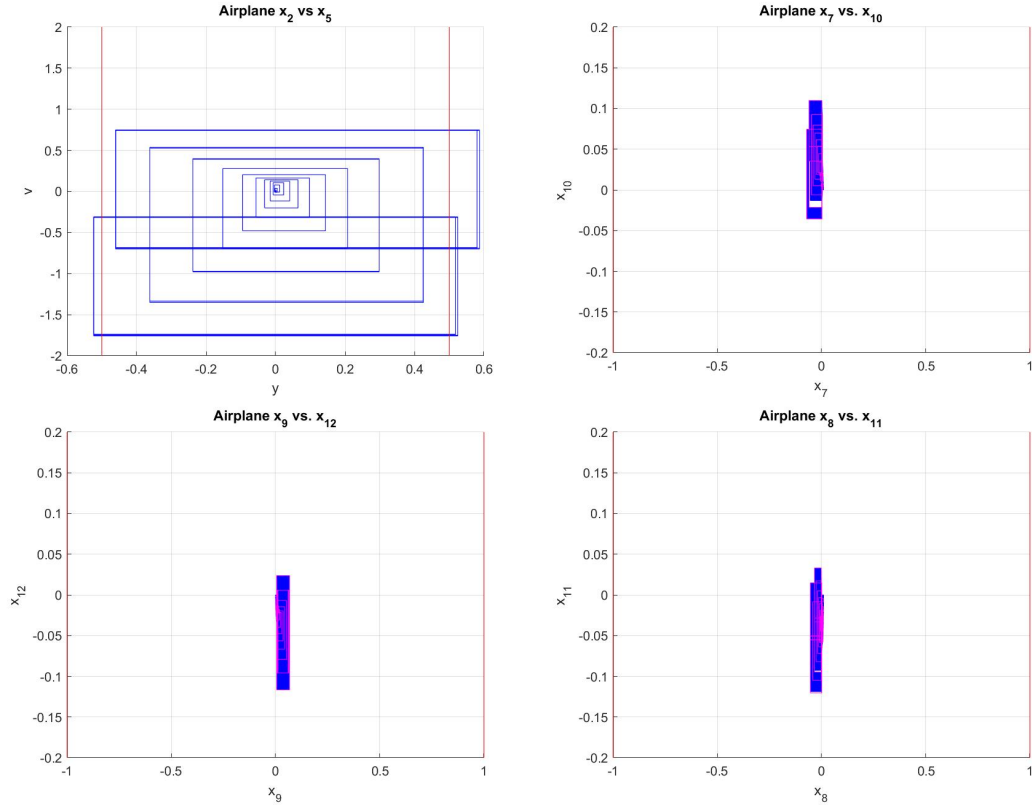 Airplane x₂ vs x₅
2
1.5
1
0.5
0
-0.5
-1
-1.5
-2
v
-0.6 -0.4 -0.2 0 0.2 0.4 0.6
y
Airplane x₇ vs. x₁₀
0.2
0.15
0.1
0.05
0
-0.05
-0.1
-0.15
-0.2
x₁₀
-1 -0.5 0 0.5 1
x₇
Airplane x₉ vs. x₁₂
0.2
0.15
0.1
0.05
0
-0.05
-0.1
-0.15
-0.2
x₁₂
-1 -0.5 0 0.5 1
x₉
Airplane x₈ vs. x₁₁
0.2
0.15
0.1
0.05
0
-0.05
-0.1
-0.15
-0.2
x₁₁
-1 -0.5 0 0.5 1
x₈